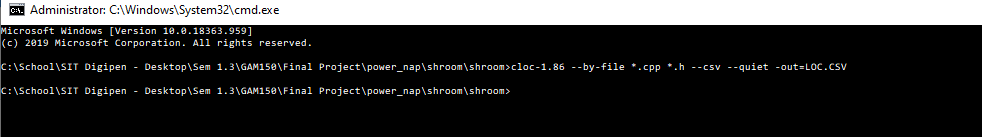 Administrator: C:\Windows\System32\cmd.exe
Microsoft Windows [Version 10.0.18363.959]
(c) 2019 Microsoft Corporation. All rights reserved.
C:\School\SIT Digipen - Desktop\Sem 1.3\GAM150\Final Project\power_nap\shroom\shroom>cloc-1.86 --by-file *.cpp *.h --csv --quiet -out=LOC.CSV
C:\School\SIT Digipen - Desktop\Sem 1.3\GAM150\Final Project\power_nap\shroom\shroom>